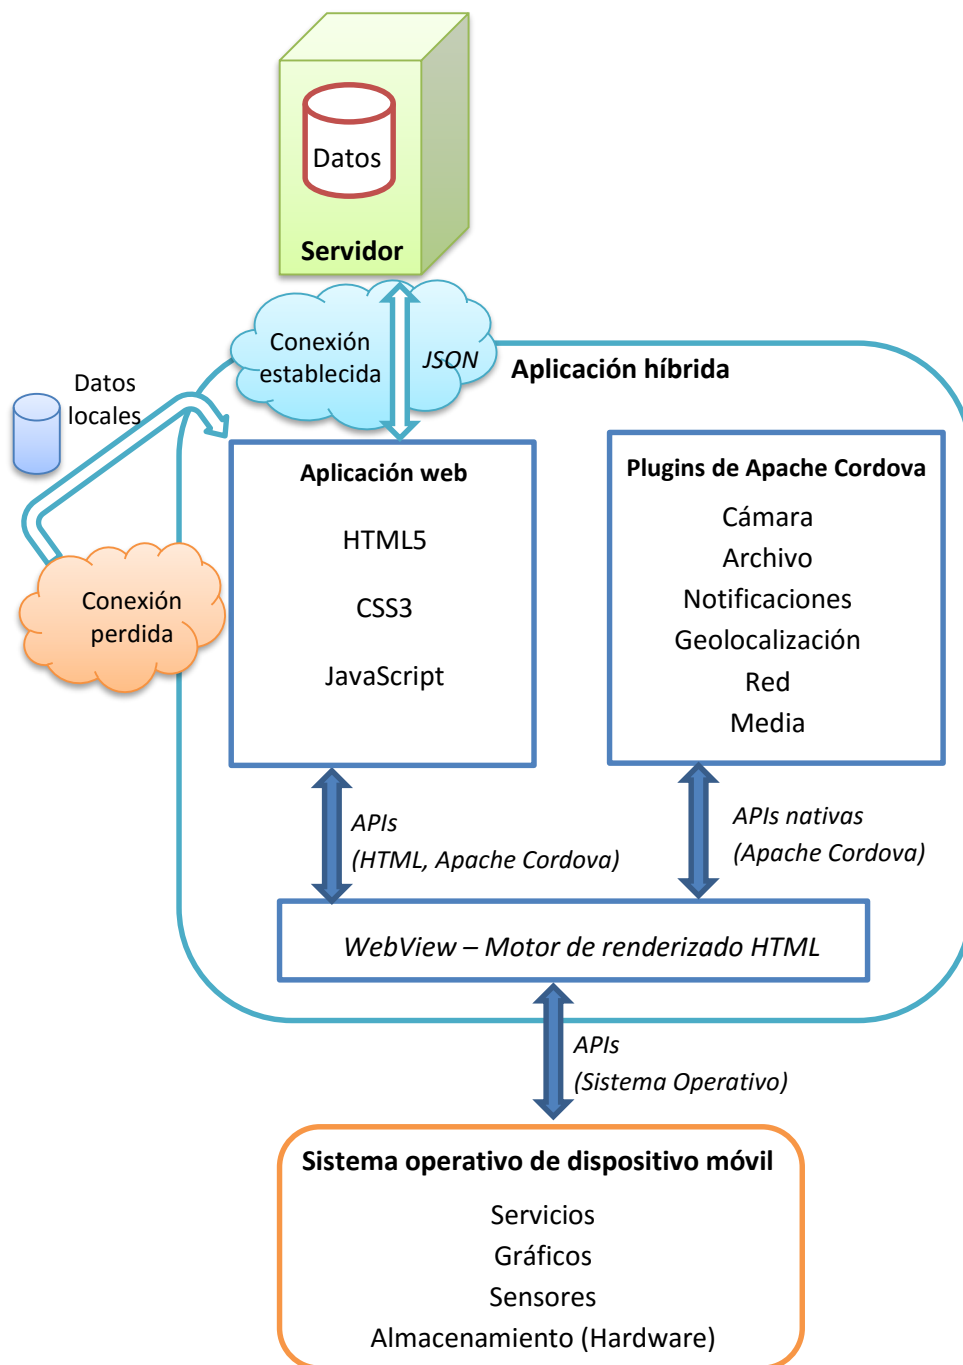 Datos
Servidor
Conexión
establecida
JSON
Aplicación híbrida
Datos
locales
Conexión
perdida
Aplicación web
HTML5
CSS3
JavaScript
Plugins de Apache Cordova
Cámara
Archivo
Notificaciones
Geolocalización
Red
Media
APIs
(HTML, Apache Cordova)
APIs nativas
(Apache Cordova)
WebView – Motor de renderizado HTML
APIs
(Sistema Operativo)
Sistema operativo de dispositivo móvil
Servicios
Gráficos
Sensores
Almacenamiento (Hardware)